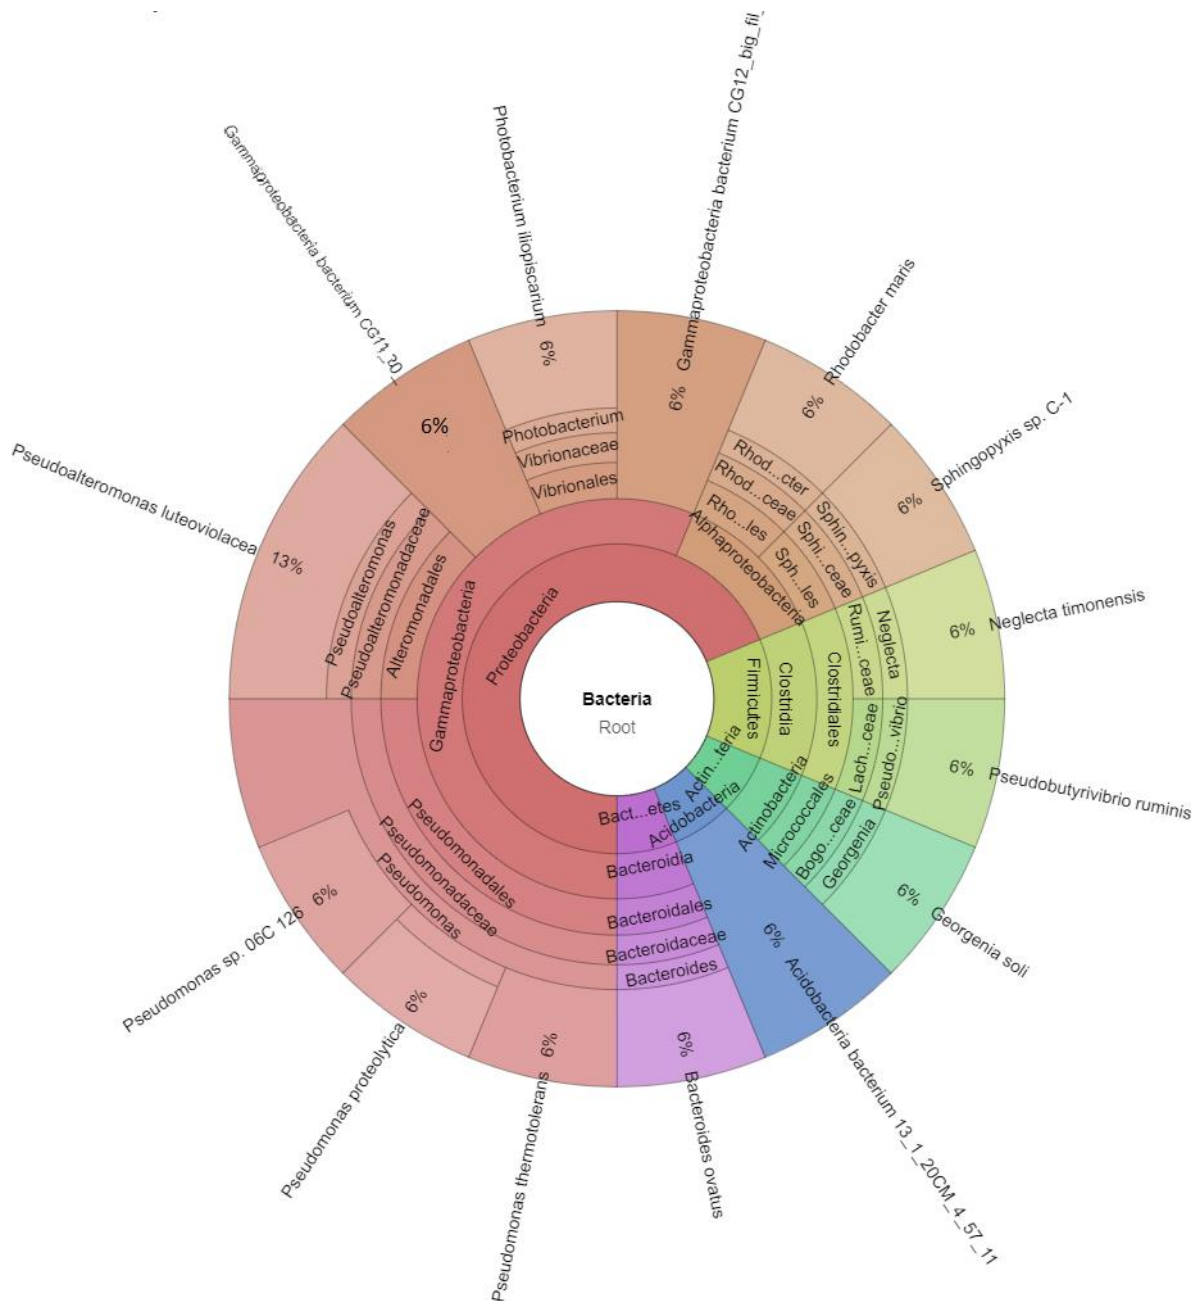 Bacteria
Root
Proteobacteria
Gammaproteobacteria
Alphaproteobacteria
Firmicutes
Clostridia
Clostridiales
Actin...teria
Actinobacteria
Micrococcales
Acidobacteria
Bact...etes
Bacteroidia
Bacteroidales
Bacteroidaceae
Bacteroides
Pseudomonadales
Pseudomonadaceae
Pseudomonas
Alteromonadales
Pseudoalteromonadaceae
Pseudoalteromonas
Vibrionales
Vibrionaceae
Photobacterium
Rho...les
Rhod...ceae
Rhod...cter
Sph...les
Sphi...ceae
Sphin...pyxis
Rumi...ceae
Neglecta
Lach...ceae
Pseudo...vibrio
Bogo...ceae
Georgenia
6% Gammaproteobacteria bacterium CG12_big_fil_
6% Rhodobacter maris
6% Sphingopyxis sp. C-1
6% Neglecta timonensis
6% Pseudobutyrivibrio ruminis
6% Georgenia soli
6% Acidobacteria bacterium 13_1_20CM_4_57_11
6% Bacteroides ovatus
Pseudomonas thermotolerans 6%
Pseudomonas proteolytica 6%
Pseudomonas sp. 06C 126 6%
Pseudoalteromonas luteoviolacea 13%
Gammaproteobacteria bacterium CG11_
6%
Photobacterium iliopiscarium 6%